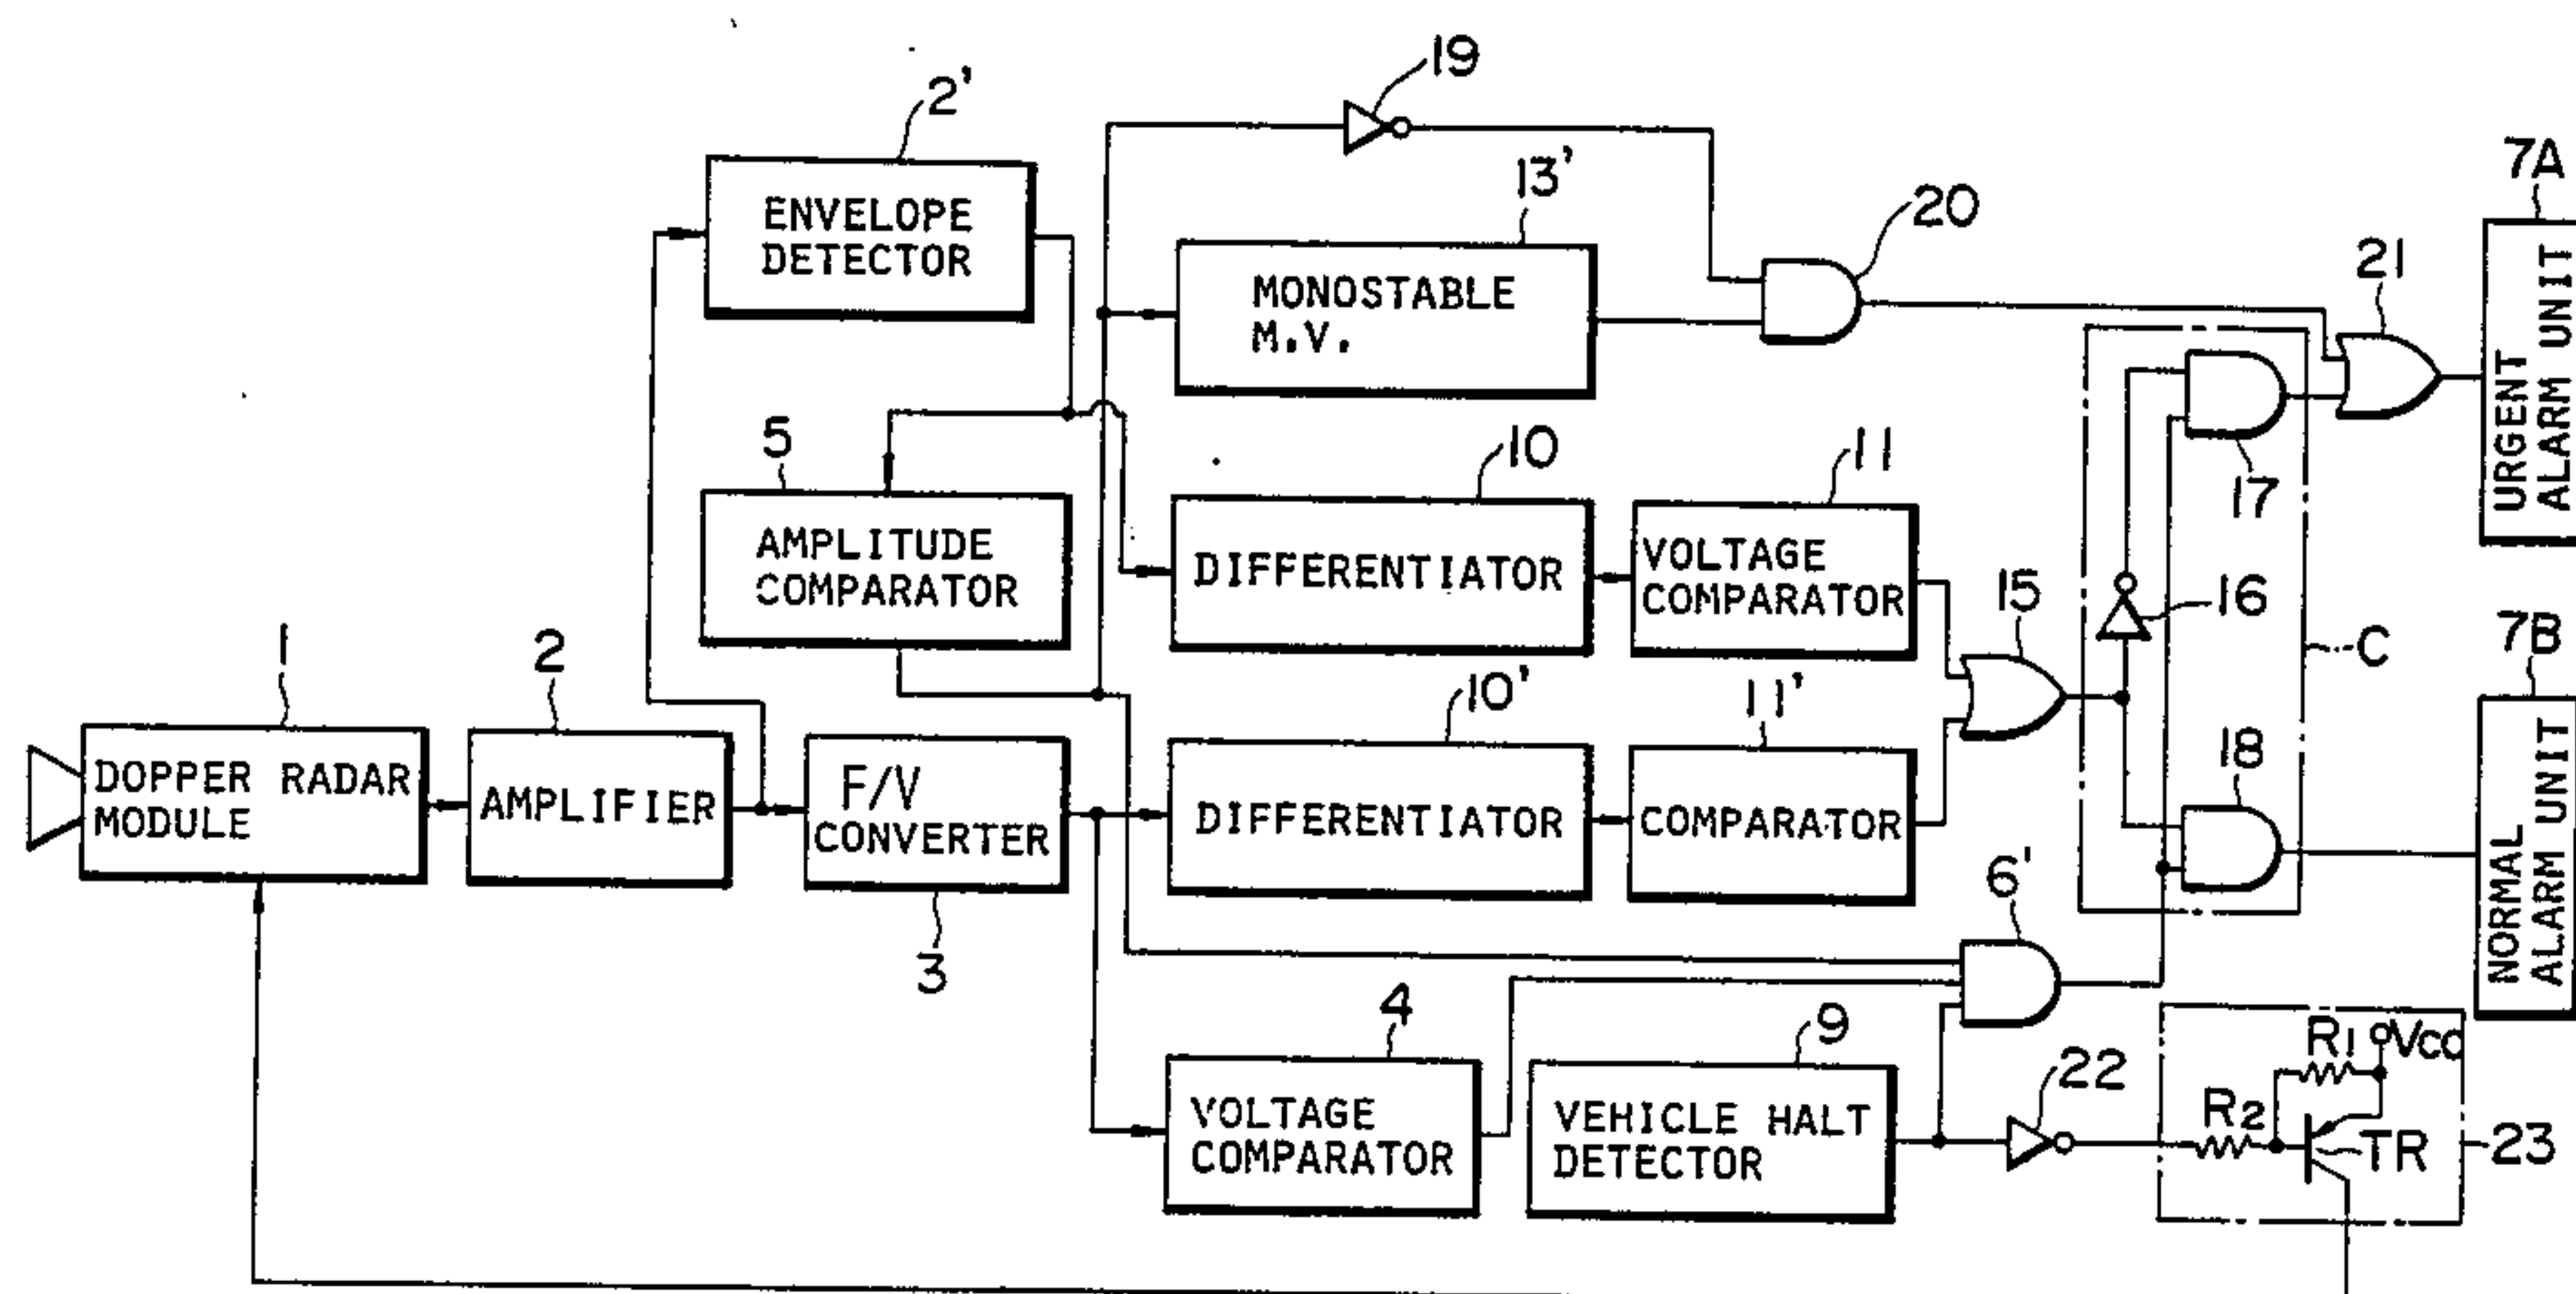 19
2'
13'
7A
ENVELOPE
DETECTOR
20
MONOSTABLE
M.V.
21
URGENT
ALARM UNIT
5
10
11
17
AMPLITUDE
COMPARATOR
DIFFERENTIATOR
VOLTAGE
COMPARATOR
15
16
C
7B
1
2
10'
11'
18
DOPPER RADAR
MODULE
AMPLIFIER
F/V
CONVERTER
DIFFERENTIATOR
COMPARATOR
6'
NORMAL
ALARM UNIT
3
4
9
22
R1
VCC
R2
VOLTAGE
COMPARATOR
VEHICLE HALT
DETECTOR
TR
23